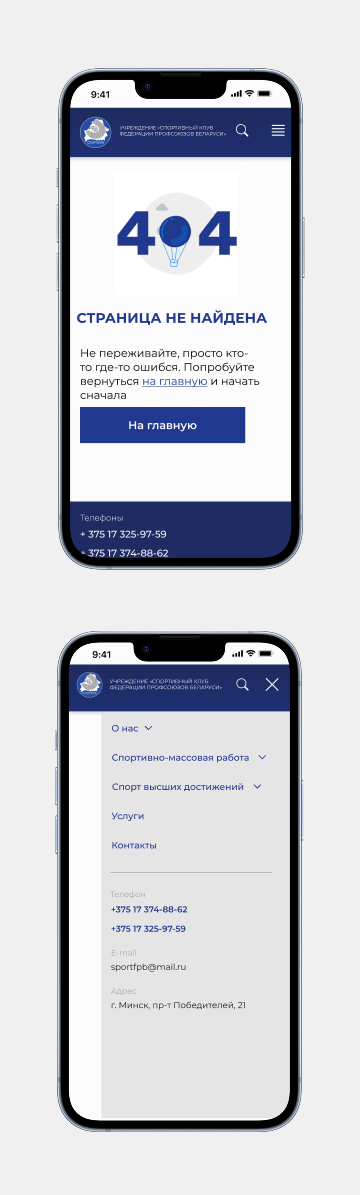 9:41
УЧРЕЖДЕНИЕ «СПОРТИВНЫЙ КЛУБ
ФЕДЕРАЦИИ ПРОФСОЮЗОВ БЕЛАРУСИ»
404
СТРАНИЦА НЕ НАЙДЕНА
Не переживайте, просто кто-
то где-то ошибся. Попробуйте
вернуться на главную и начать
сначала
На главную
Телефоны
+ 375 17 325-97-59
+ 375 17 374-88-62
9:41
УЧРЕЖДЕНИЕ «СПОРТИВНЫЙ КЛУБ
ФЕДЕРАЦИИ ПРОФСОЮЗОВ БЕЛАРУСИ»
О нас
Спортивно-массовая работа
Спорт высших достижений
Услуги
Контакты
Телефон
+375 17 374-88-62
+375 17 325-97-59
E-mail
sportfpb@mail.ru
Адрес
г. Минск, пр-т Победителей, 21